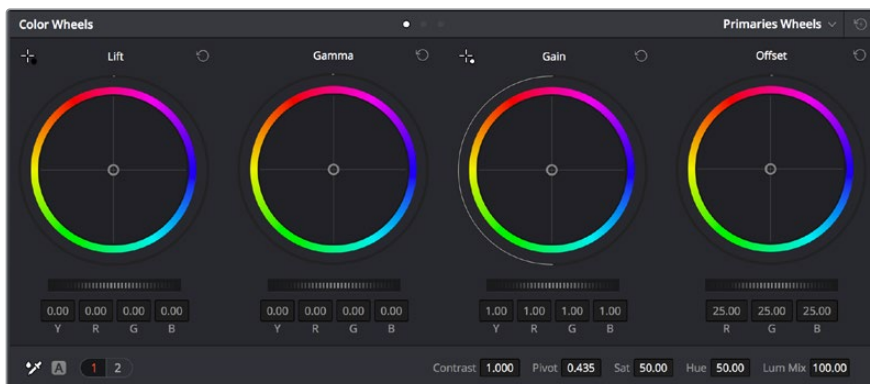 Color Wheels Primaries Wheels
Lift Gamma Gain Offset
0.00 0.00 0.00 0.00 0.00 0.00 0.00 0.00 1.00 1.00 1.00 1.00 25.00 25.00 25.00
Y R G B Y R G B Y R G B R G B
A 1 2 Contrast 1.000 Pivot 0.435 Sat 50.00 Hue 50.00 Lum Mix 100.00